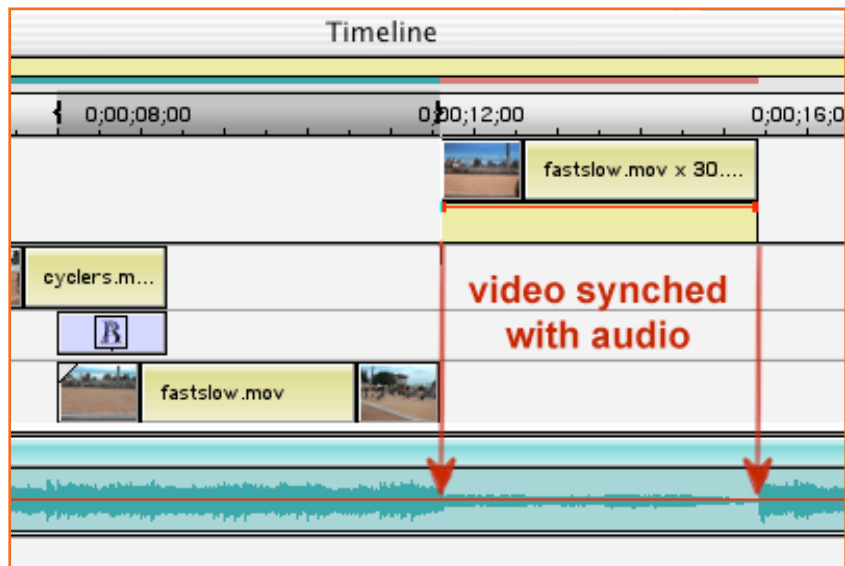 Timeline
0;00;08;00 0;00;12;00 0;00;16;0
fastslow.mov x 30....
cyclers.m...
video synched
with audio
B
fastslow.mov